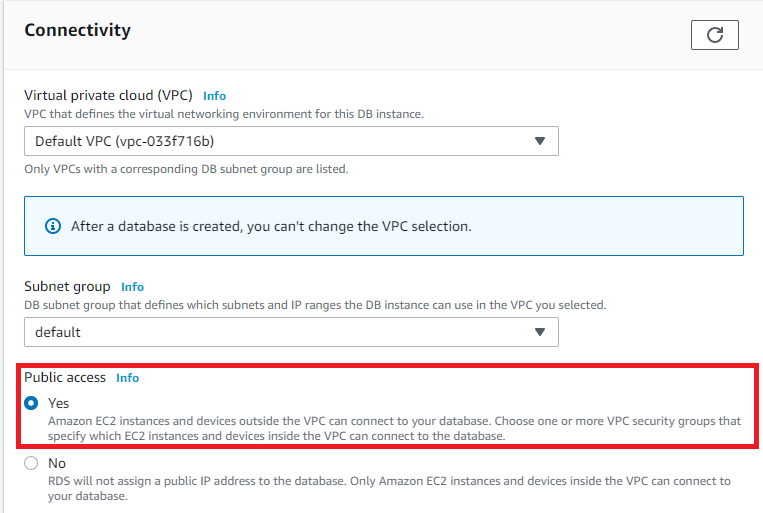 Connectivity
Virtual private cloud (VPC) Info
VPC that defines the virtual networking environment for this DB instance.
Default VPC (vpc-033f716b)
Only VPCs with a corresponding DB subnet group are listed.
After a database is created, you can't change the VPC selection.
Subnet group Info
DB subnet group that defines which subnets and IP ranges the DB instance can use in the VPC you selected.
default
Public access Info
Yes
Amazon EC2 instances and devices outside the VPC can connect to your database. Choose one or more VPC security groups that
specify which EC2 instances and devices inside the VPC can connect to the database.
No
RDS will not assign a public IP address to the database. Only Amazon EC2 instances and devices inside the VPC can connect to
your database.